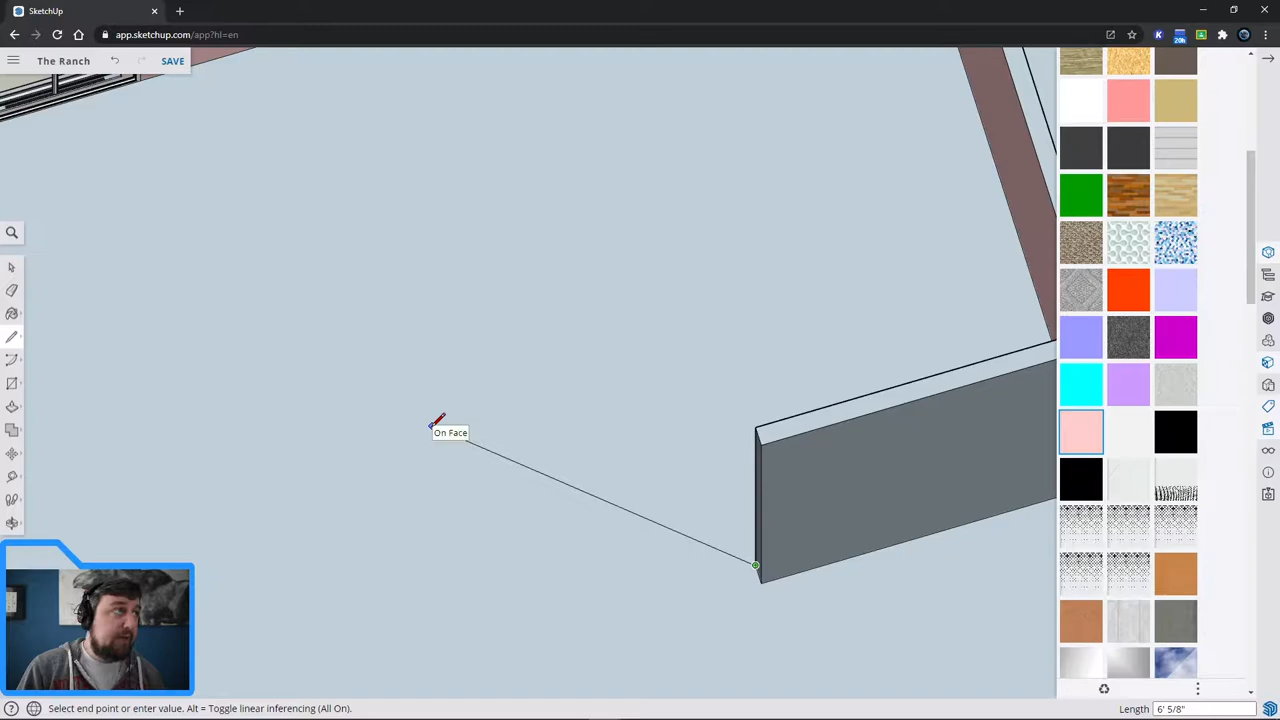 SketchUp
app.sketchup.com/app?hl=en
20h
The Ranch
SAVE
On Face
Select end point or enter value. Alt = Toggle linear inferencing (All On).
Length
6' 5/8"